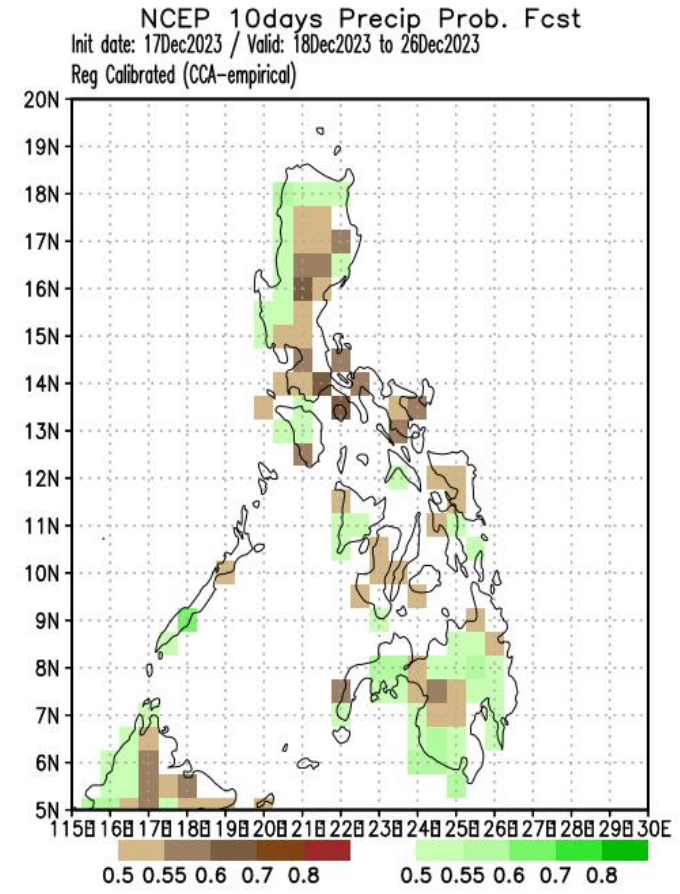 NCEP 10days Precip Prob. Fcst
Init date: 17Dec2023 / Valid: 18Dec2023 to 26Dec2023
Reg Calibrated (CCA-empirical)
20N
19N
18N
17N
16N
15N
14N
13N
12N
11N
10N
9N
8N
7N
6N
5N
115E 116E 117E 118E 119E 120E 121E 122E 123E 124E 125E 126E 127E 128E 129E 130E
0.5 0.55 0.6 0.7 0.8 0.5 0.55 0.6 0.7 0.8